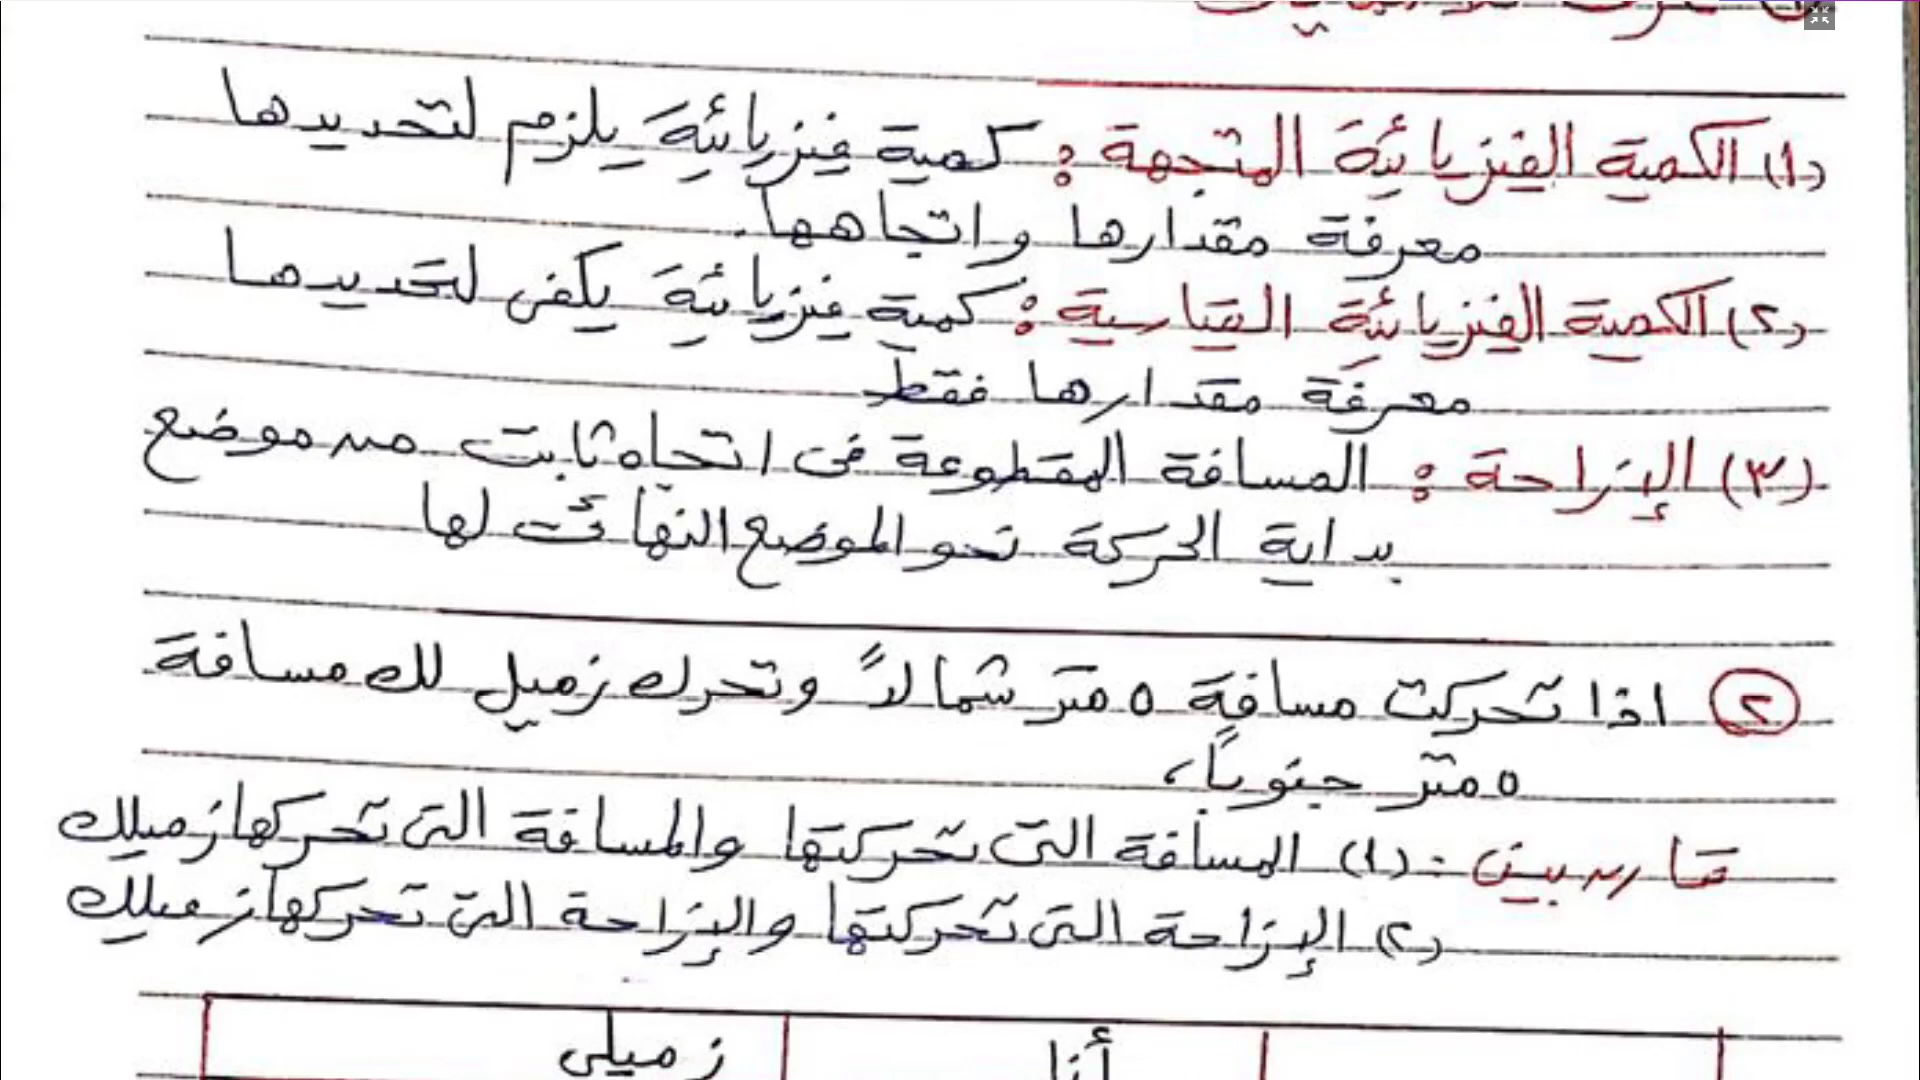 (١) الكمية الفيزيائية المتجهة : كمية فيزيائية يلزم لتحديدها
معرفة مقدارها واتجاهها.
(٢) الكمية الفيزيائية القياسية : كمية فيزيائية يكفى لتحديدها
معرفة مقدارها فقط
(٣) الإزاحة : المسافة المقطوعة فى اتجاه ثابت من موضع
بداية الحركة نحو الموضع النهائى لها
٢ اذا تحركت مسافة ٥ متر شمالاً وتحرك زميل لك مسافة
٥ متر جنوباً،
قارن بين : (١) المسافة التى تحركتها والمسافة التى تحركها زميلك
(٢) الإزاحة التى تحركتها والإزاحة التى تحركها زميلك
أنا زميلى